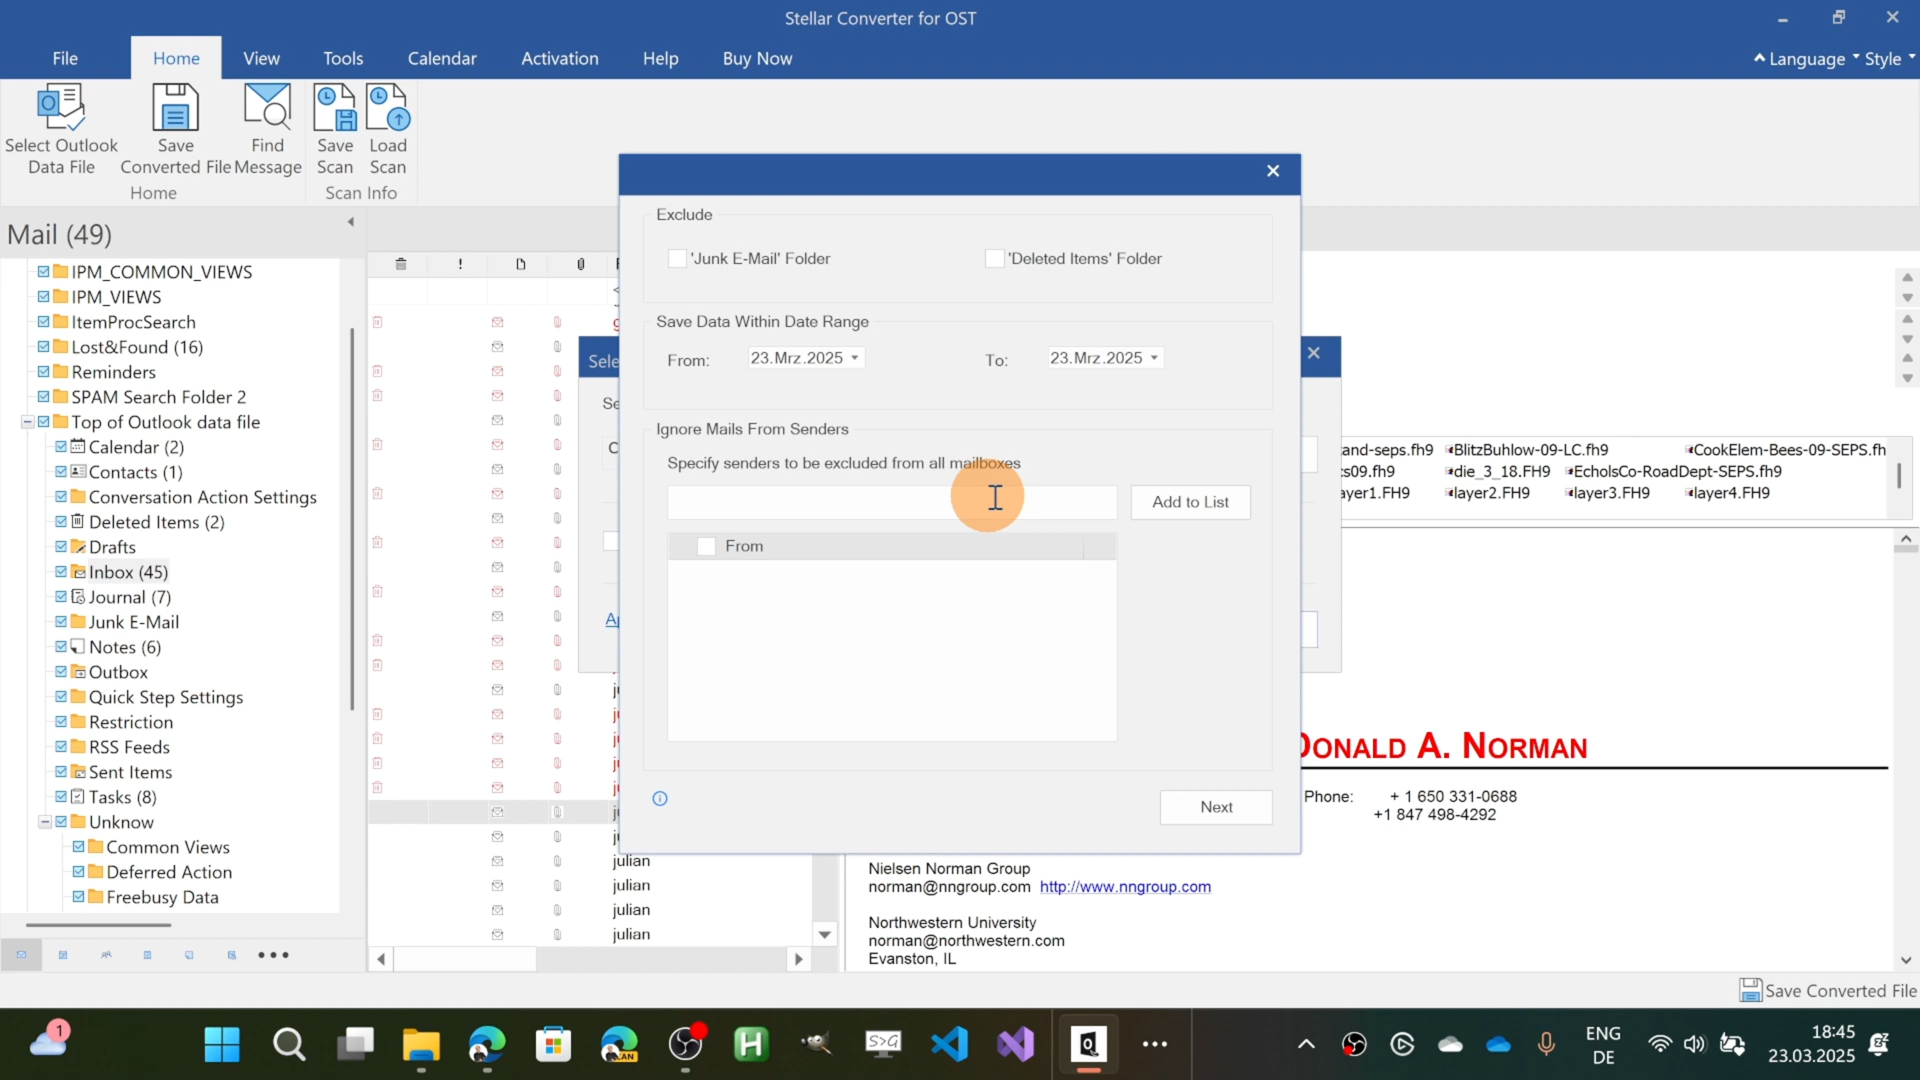 Stellar Converter for OST
File
Home
View
Tools
Calendar
Activation
Help
Buy Now
Language
Style
Select Outlook
Data File
Save
Converted File
Find
Message
Save
Scan
Load
Scan
Home
Scan Info
Mail (49)
IPM_COMMON_VIEWS
IPM_VIEWS
ItemProcSearch
Lost&Found (16)
Reminders
SPAM Search Folder 2
Top of Outlook data file
Calendar (2)
Contacts (1)
Conversation Action Settings
Deleted Items (2)
Drafts
Inbox (45)
Journal (7)
Junk E-Mail
Notes (6)
Outbox
Quick Step Settings
Restriction
RSS Feeds
Sent Items
Tasks (8)
Unknow
Common Views
Deferred Action
Freebusy Data
Exclude
'Junk E-Mail' Folder
'Deleted Items' Folder
Save Data Within Date Range
From:
23.Mrz.2025
To:
23.Mrz.2025
Ignore Mails From Senders
Specify senders to be excluded from all mailboxes
Add to List
From
Next
and-seps.fh9
BlitzBuhlow-09-LC.fh9
CookElem-Bees-09-SEPS.fh
s09.fh9
die_3_18.FH9
EcholsCo-RoadDept-SEPS.fh9
ayer1.FH9
layer2.FH9
layer3.FH9
layer4.FH9
julian
julian
julian
julian
DONALD A. NORMAN
Phone: + 1 650 331-0688
+1 847 498-4292
Nielsen Norman Group
norman@nngroup.com http://www.nngroup.com
Northwestern University
norman@northwestern.com
Evanston, IL
Save Converted File
1
S>G
ENG
DE
18:45
23.03.2025